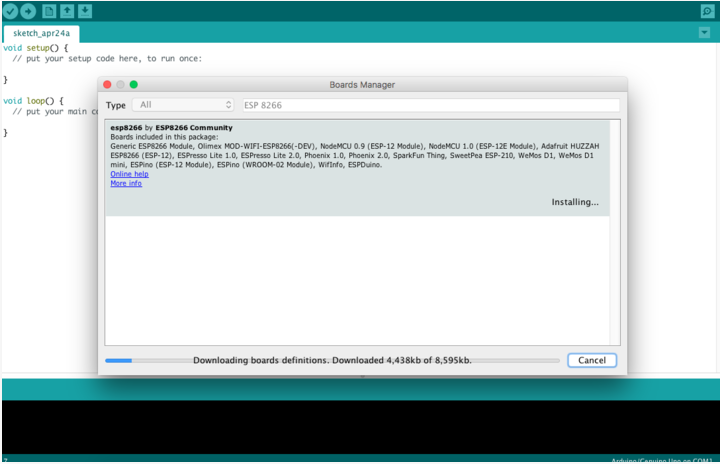 sketch_apr24a
void setup() {
// put your setup code here, to run once:
}
void loop() {
// put your main
}
Boards Manager
Type All ESP 8266
esp8266 by ESP8266 Community
Boards included in this package:
Generic ESP8266 Module, Olimex MOD-WIFI-ESP8266(-DEV), NodeMCU 0.9 (ESP-12 Module), NodeMCU 1.0 (ESP-12E Module), Adafruit HUZZAH
ESP8266 (ESP-12), ESPresso Lite 1.0, ESPresso Lite 2.0, Phoenix 1.0, Phoenix 2.0, SparkFun Thing, SweetPea ESP-210, WeMos D1, WeMos D1
mini, ESPino (ESP-12 Module), ESPino (WROOM-02 Module), WifInfo, ESPDuino.
Online help
More info
Installing...
Downloading boards definitions. Downloaded 4,438kb of 8,595kb.
Cancel
Arduino/Genuino Uno on COM1